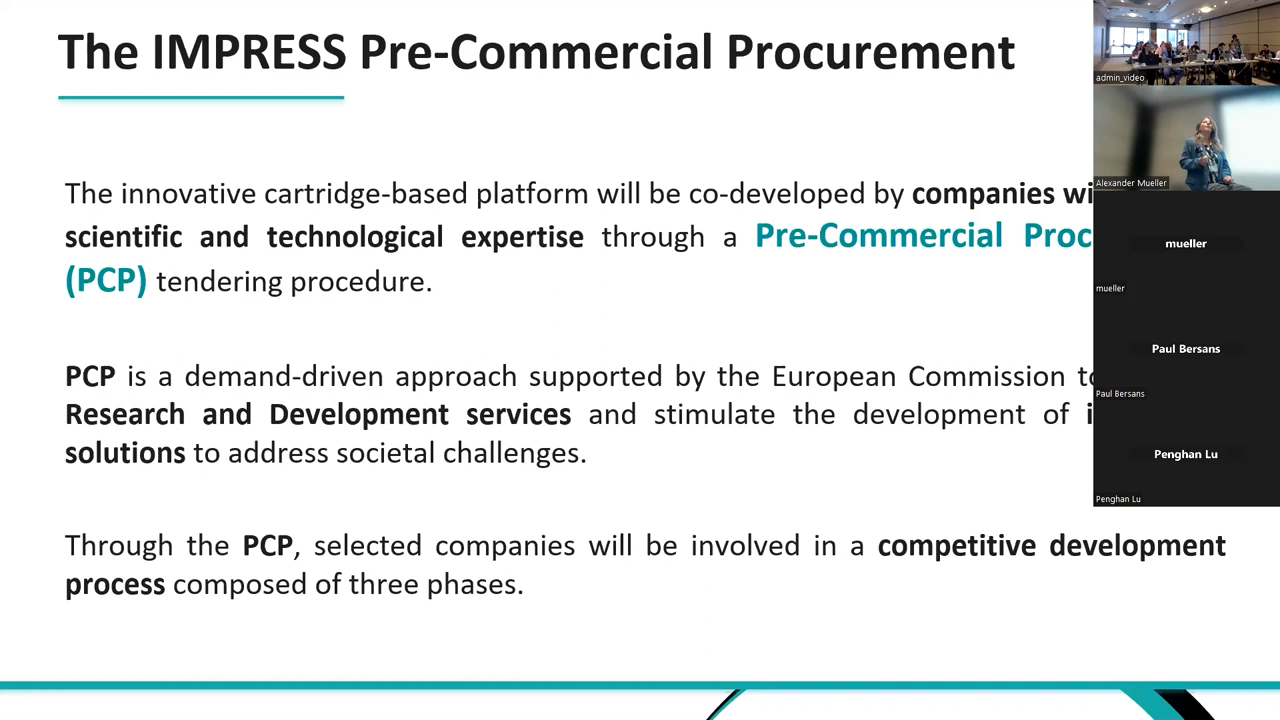 The IMPRESS Pre-Commercial Procurement
The innovative cartridge-based platform will be co-developed by companies
scientific and technological expertise through a Pre-Commercial
(PCP) tendering procedure.
PCP is a demand-driven approach supported by the European Commission
Research and Development services and stimulate the development of
solutions to address societal challenges.
Through the PCP, selected companies will be involved in a competitive development
process composed of three phases.
admin_video
Alexander Mueller
mueller
mueller
Paul Bersans
Paul Bersans
Penghan Lu
Penghan Lu